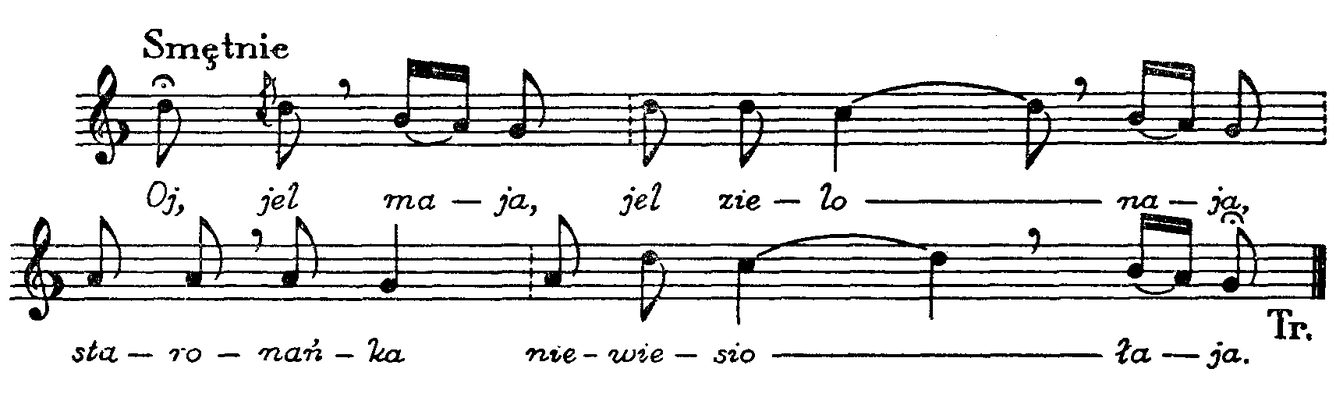 Smętnie
Oj, jel ma – ja, jel zie – lo — na – ja,
sta – ro – nań – ka nie – wie – sio — ła – ja.
Tr.